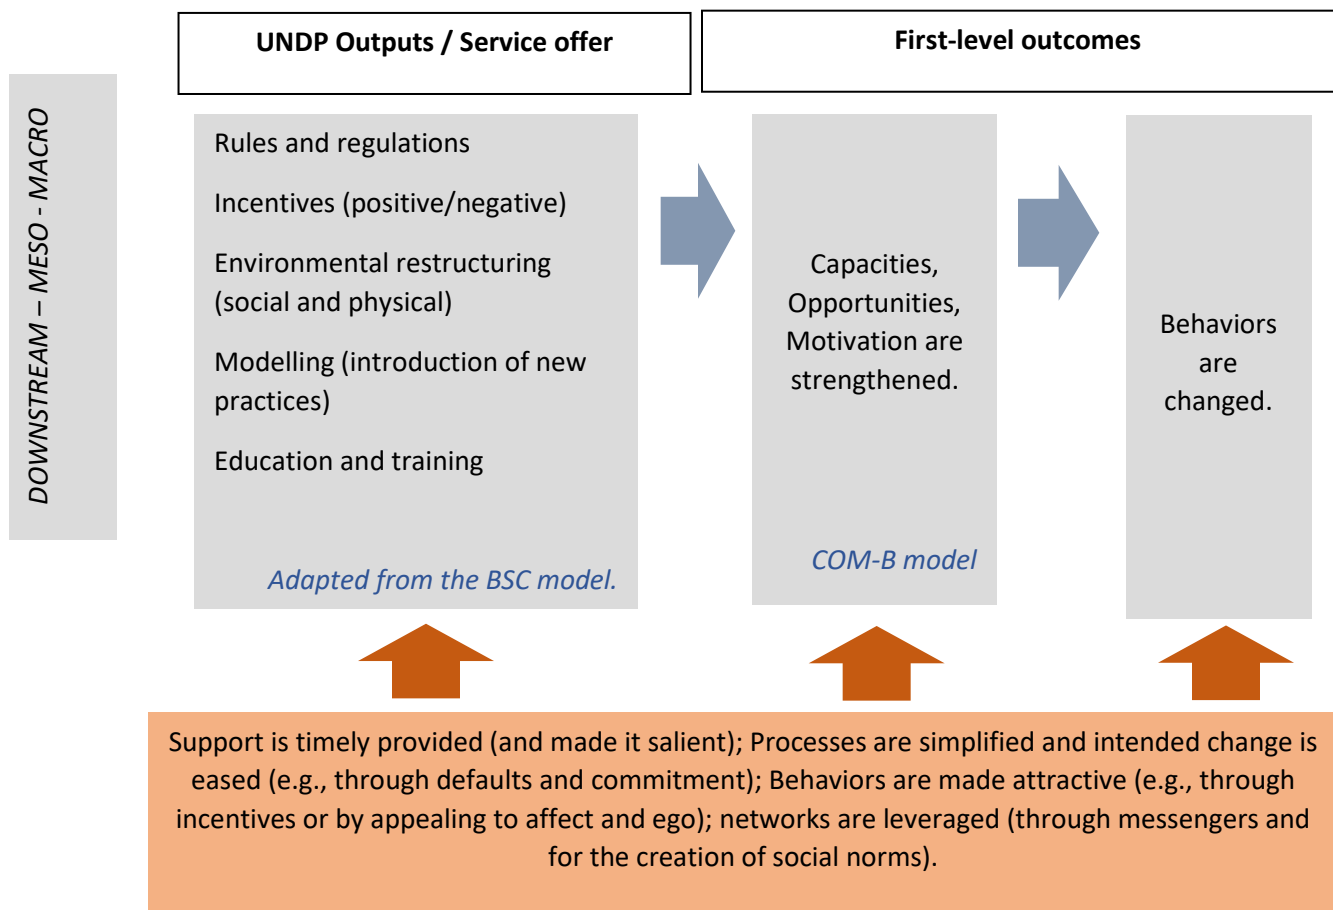 UNDP Outputs / Service offer
First-level outcomes
DOWNSTREAM – MESO - MACRO
Rules and regulations
Incentives (positive/negative)
Environmental restructuring
(social and physical)
Modelling (introduction of new
practices)
Education and training
Adapted from the BSC model.
Capacities,
Opportunities,
Motivation are
strengthened.
COM-B model
Behaviors
are
changed.
Support is timely provided (and made it salient); Processes are simplified and intended change is
eased (e.g., through defaults and commitment); Behaviors are made attractive (e.g., through
incentives or by appealing to affect and ego); networks are leveraged (through messengers and
for the creation of social norms).